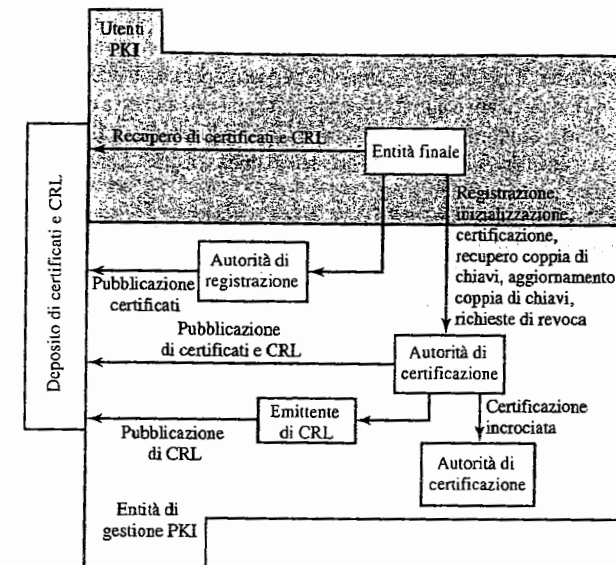 Utenti
PKI
Recupero di certificati e CRL
Entità finale
Registrazione,
inizializzazione,
certificazione,
recupero coppia di
chiavi, aggiornamento
coppia di chiavi,
richieste di revoca
Deposito di certificati e CRL
Autorità di
registrazione
Pubblicazione
certificati
Pubblicazione
di certificati e CRL
Autorità di
certificazione
Emittente
di CRL
Pubblicazione
di CRL
Certificazione
incrociata
Autorità di
certificazione
Entità di
gestione PKI